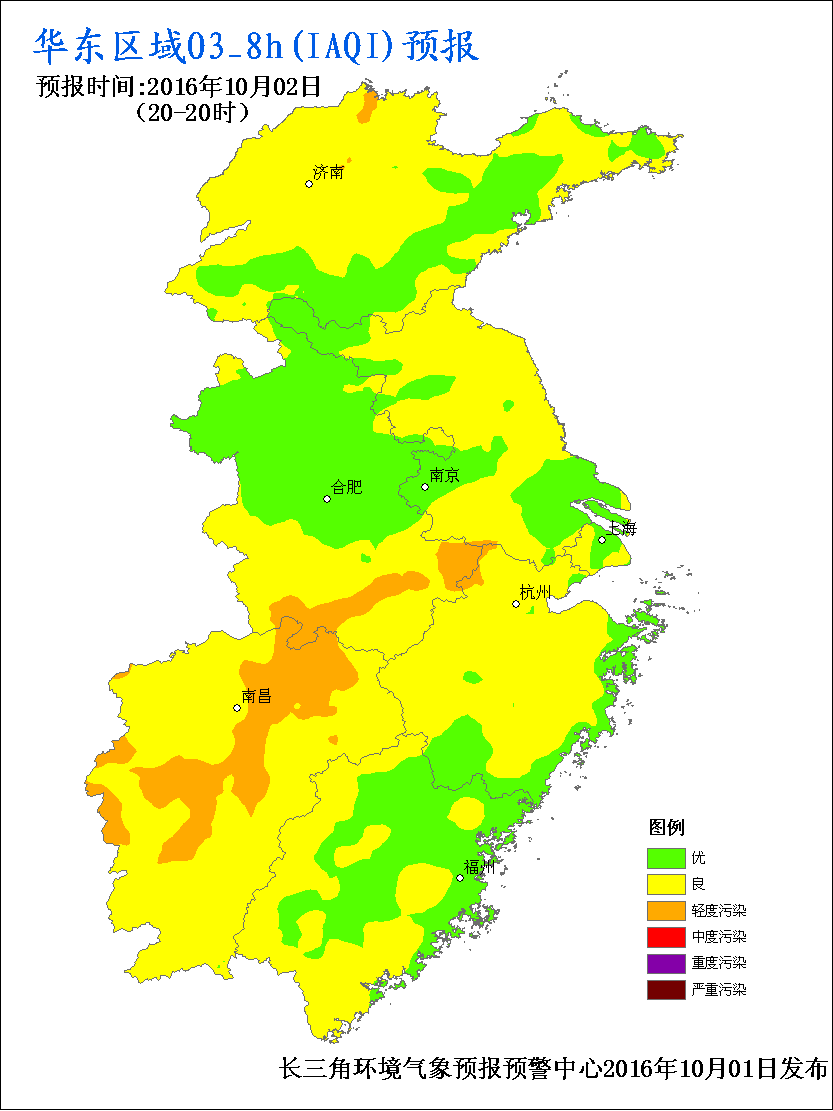 华东区域O3_8h(IAQI)预报
预报时间:2016年10月02日
(20-20时)
济南
合肥
南京
上海
杭州
南昌
福州
图例
优
良
轻度污染
中度污染
重度污染
严重污染
长三角环境气象预报预警中心2016年10月01日发布